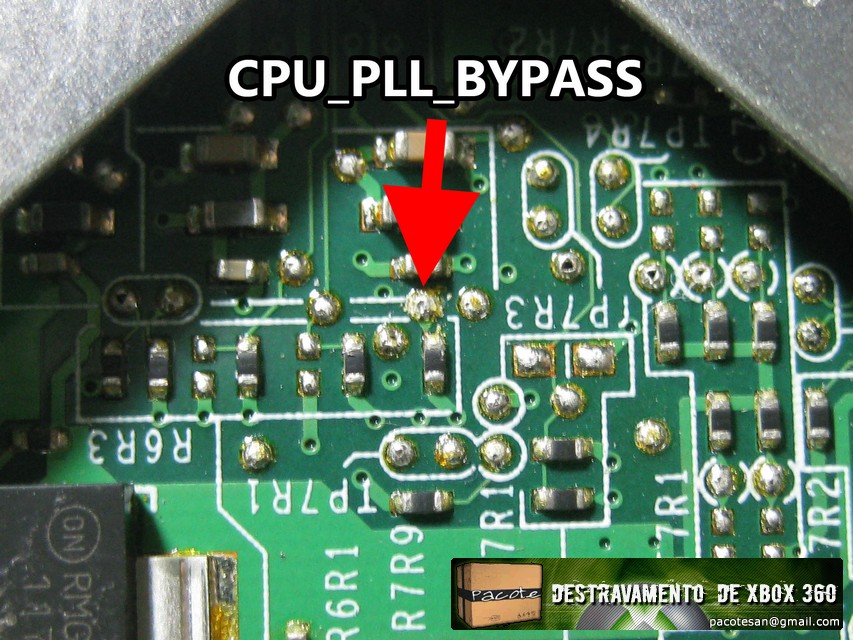 CPU_PLL_BYPASS
R7R2
TP7R4
TP7R3
R6R3
TP7R1
7R1
7R1
7R2
R7R9
R6R1
ON
Pacote
DESTRAVAMENTO DE XBOX 360
pacotesan@gmail.com